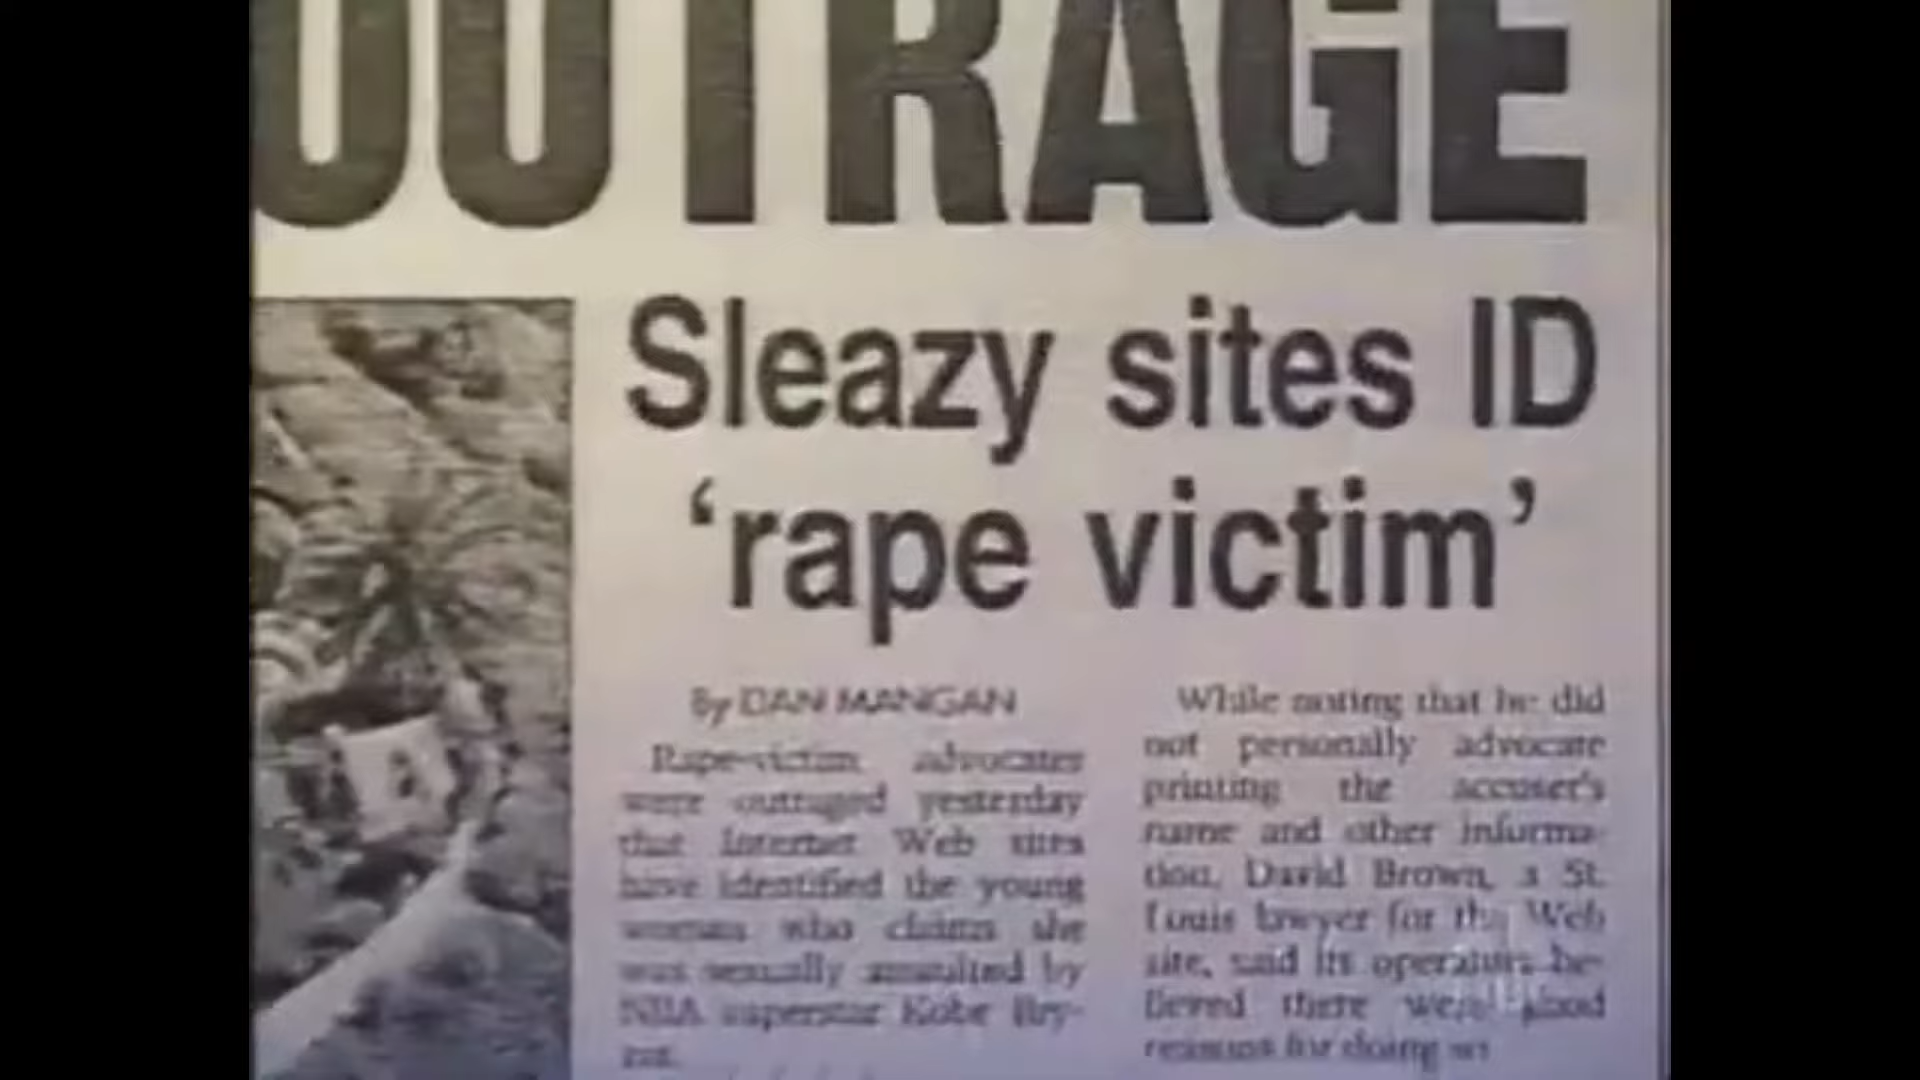 OUTRAGE
Sleazy sites ID
‘rape victim’
By DAN MANGAN
Rape-victim advocates
were outraged yesterday
that Internet Web sites
have identified the young
woman who claims she
was sexually assaulted by
NBA superstar Kobe Bry-
ant.
While noting that he did
not personally advocate
printing the accuser's
name and other informa-
tion, David Brown, a St.
Louis lawyer for the Web
site, said its operators be-
lieved there were good
reasons for doing so